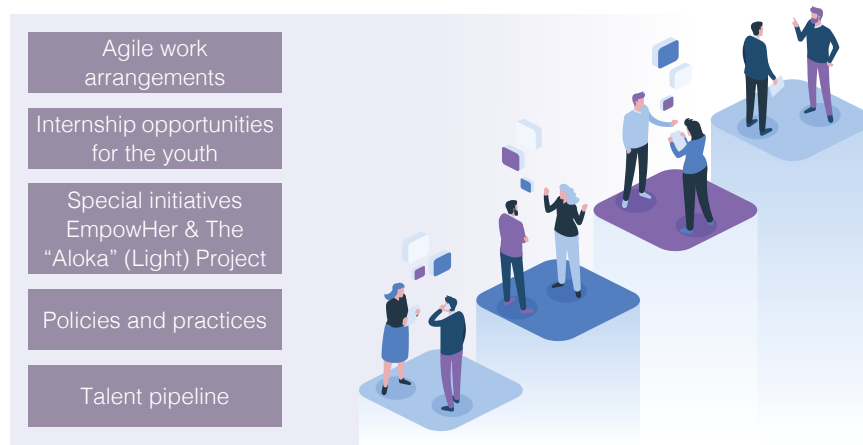 Agile work
arrangements
Internship opportunities
for the youth
Special initiatives
EmpowHer & The
“Aloka” (Light) Project
Policies and practices
Talent pipeline